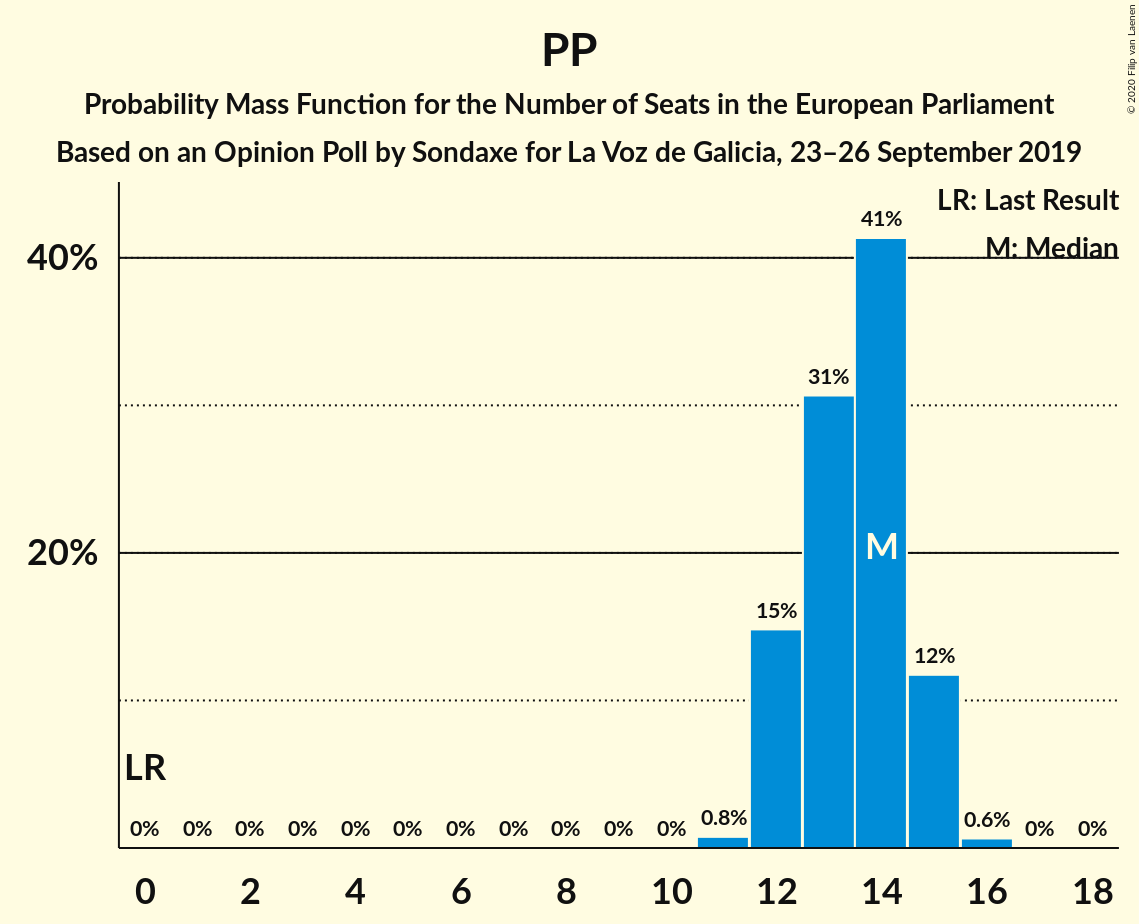 PP
Probability Mass Function for the Number of Seats in the European Parliament
Based on an Opinion Poll by Sondaxe for La Voz de Galicia, 23–26 September 2019
© 2020 Filip van Laenen
LR: Last Result
M: Median
40%
20%
41%
31%
M
15%
12%
LR
0% 0% 0% 0% 0% 0% 0% 0% 0% 0% 0% 0.8% 0.6% 0% 0%
0 2 4 6 8 10 12 14 16 18